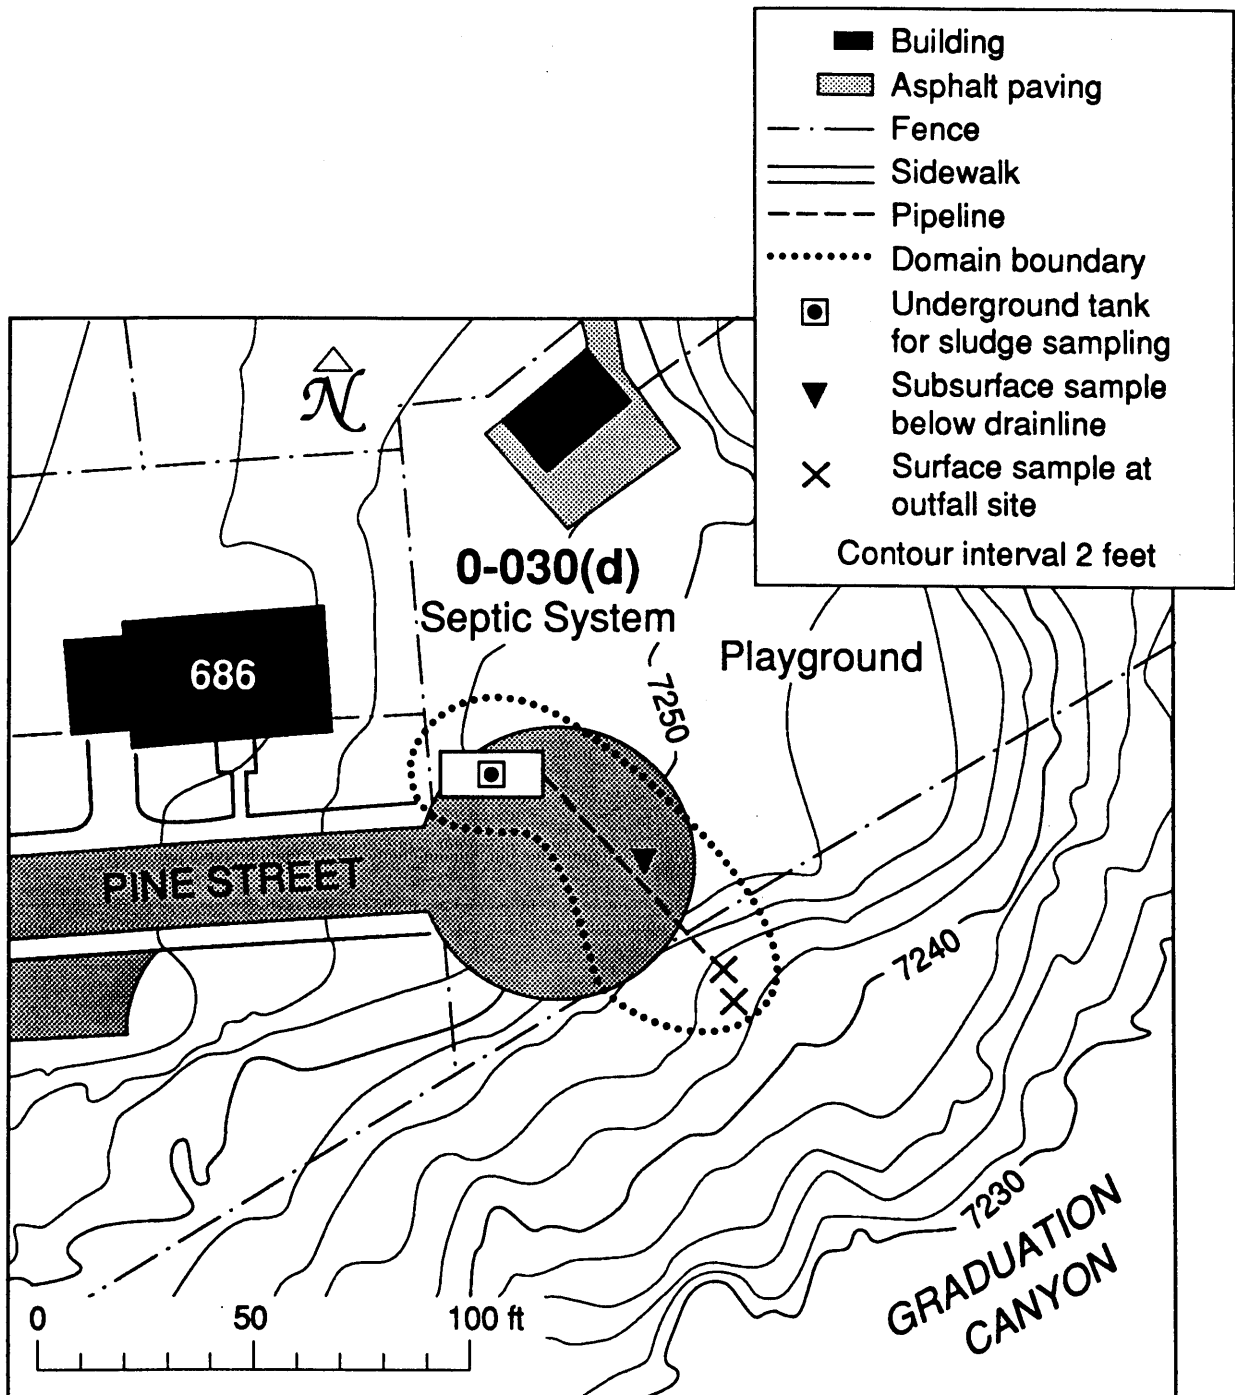 Building
Asphalt paving
Fence
Sidewalk
Pipeline
Domain boundary
Underground tank
for sludge sampling
Subsurface sample
below drainline
Surface sample at
outfall site
Contour interval 2 feet
N
0-030(d)
Septic System
Playground
686
7250
PINE STREET
7240
7230
GRADUATION
CANYON
0 50 100 ft